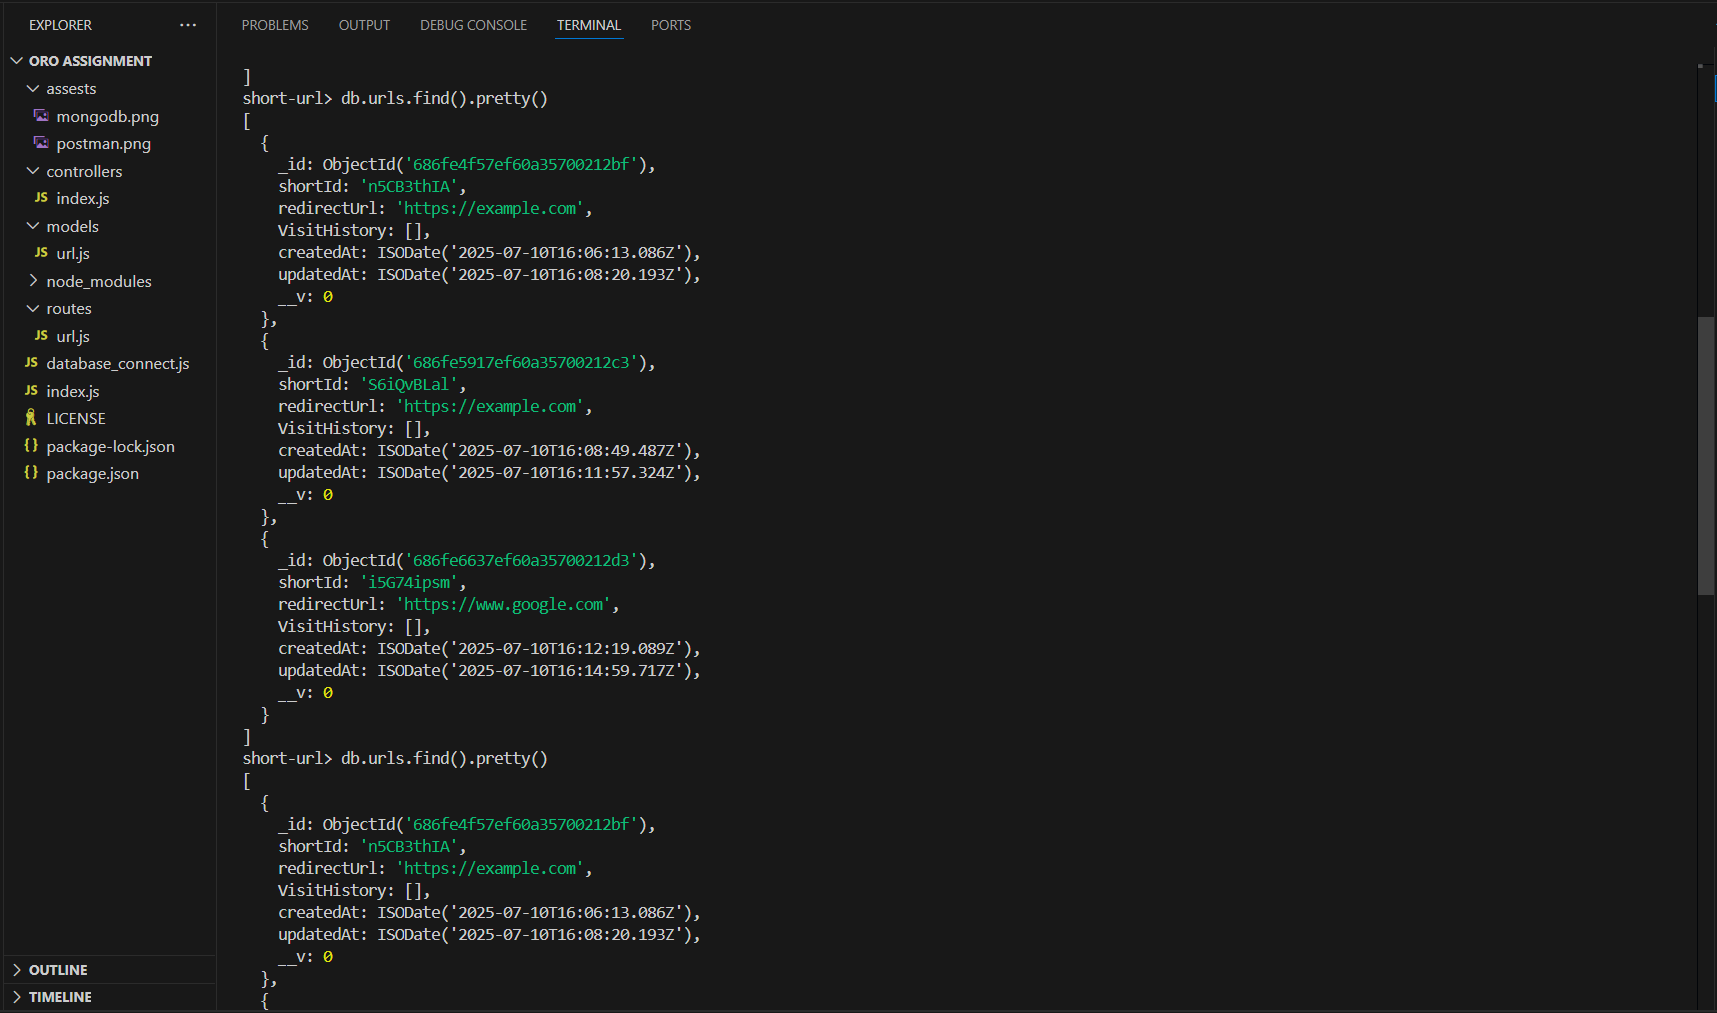 EXPLORER
ORO ASSIGNMENT
assests
mongodb.png
postman.png
controllers
JS index.js
models
JS url.js
node_modules
routes
JS url.js
JS database_connect.js
JS index.js
LICENSE
{} package-lock.json
{} package.json
OUTLINE
TIMELINE
PROBLEMS OUTPUT DEBUG CONSOLE TERMINAL PORTS
]
short-url> db.urls.find().pretty()
[
  {
    _id: ObjectId('686fe4f57ef60a35700212bf'),
    shortId: 'n5CB3thIA',
    redirectUrl: 'https://example.com',
    VisitHistory: [],
    createdAt: ISODate('2025-07-10T16:06:13.086Z'),
    updatedAt: ISODate('2025-07-10T16:08:20.193Z'),
    __v: 0
  },
  {
    _id: ObjectId('686fe5917ef60a35700212c3'),
    shortId: 'S6iQvBLal',
    redirectUrl: 'https://example.com',
    VisitHistory: [],
    createdAt: ISODate('2025-07-10T16:08:49.487Z'),
    updatedAt: ISODate('2025-07-10T16:11:57.324Z'),
    __v: 0
  },
  {
    _id: ObjectId('686fe6637ef60a35700212d3'),
    shortId: 'i5G74ipsm',
    redirectUrl: 'https://www.google.com',
    VisitHistory: [],
    createdAt: ISODate('2025-07-10T16:12:19.089Z'),
    updatedAt: ISODate('2025-07-10T16:14:59.717Z'),
    __v: 0
  }
]
short-url> db.urls.find().pretty()
[
  {
    _id: ObjectId('686fe4f57ef60a35700212bf'),
    shortId: 'n5CB3thIA',
    redirectUrl: 'https://example.com',
    VisitHistory: [],
    createdAt: ISODate('2025-07-10T16:06:13.086Z'),
    updatedAt: ISODate('2025-07-10T16:08:20.193Z'),
    __v: 0
  },
  {